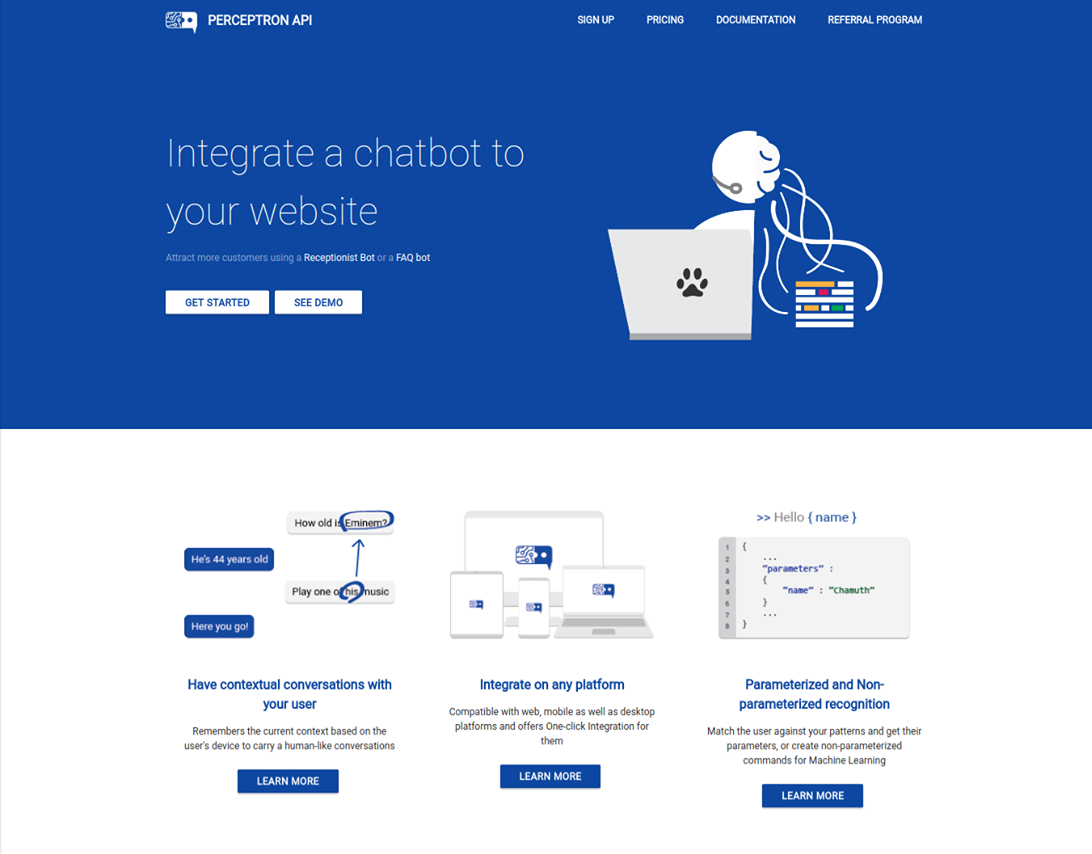 PERCEPTRON API
SIGN UP
PRICING
DOCUMENTATION
REFERRAL PROGRAM
Integrate a chatbot to
your website
Attract more customers using a Receptionist Bot or a FAQ bot
GET STARTED
SEE DEMO
How old is Eminem?
He's 44 years old
Play one of his music
Here you go!
Have contextual conversations with
your user
Remembers the current context based on the
user's device to carry a human-like conversations
LEARN MORE
Integrate on any platform
Compatible with web, mobile as well as desktop
platforms and offers One-click Integration for
them
LEARN MORE
>> Hello { name }
1 {
2 ...
3 "parameters" :
4 {
5 "name" : "Chamuth"
6 }
7 ...
8 }
Parameterized and Non-
parameterized recognition
Match the user against your patterns and get their
parameters, or create non-parameterized
commands for Machine Learning
LEARN MORE